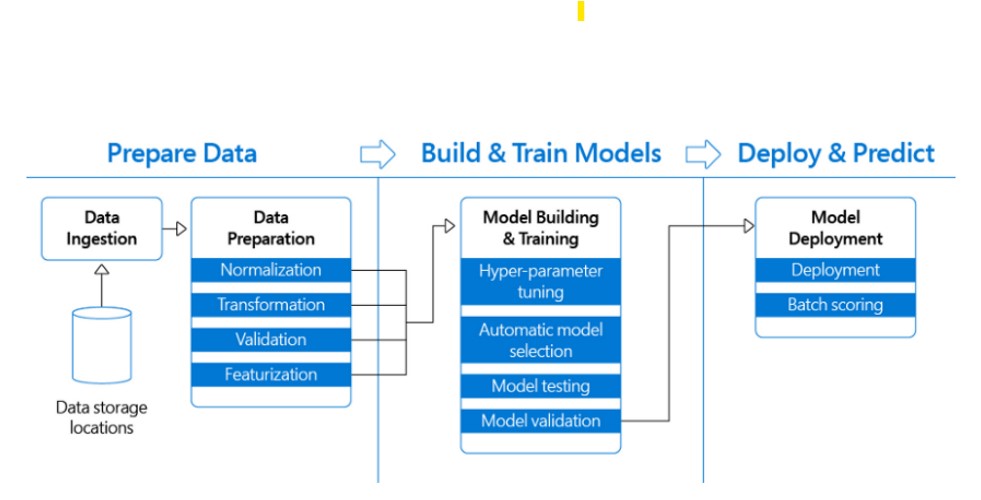 Prepare Data
Build & Train Models
Deploy & Predict
Data
Ingestion
Data storage
locations
Data
Preparation
Normalization
Transformation
Validation
Featurization
Model Building
& Training
Hyper-parameter
tuning
Automatic model
selection
Model testing
Model validation
Model
Deployment
Deployment
Batch scoring